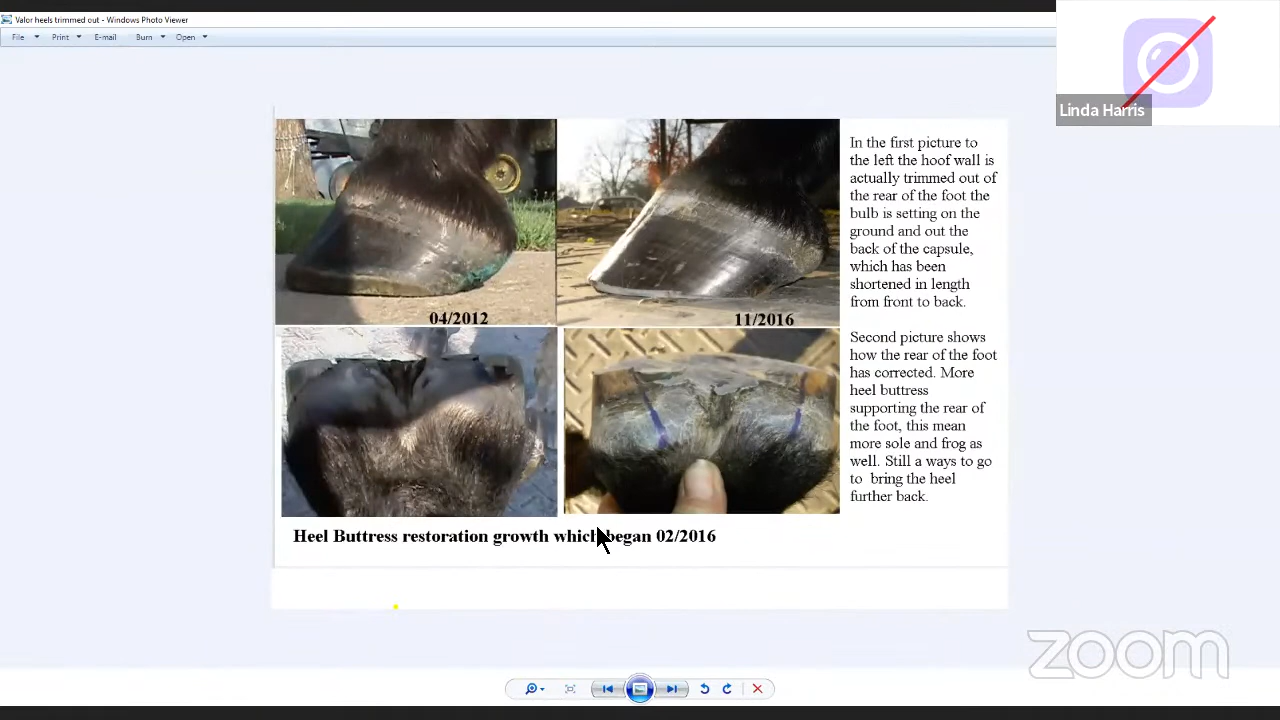 Valor heels trimmed out - Windows Photo Viewer
File Print E-mail Burn Open
Linda Harris
In the first picture to
the left the hoof wall is
actually trimmed out of
the rear of the foot the
bulb is setting on the
ground and out the
back of the capsule,
which has been
shortened in length
from front to back.
04/2012
11/2016
Second picture shows
how the rear of the foot
has corrected. More
heel buttress
supporting the rear of
the foot, this mean
more sole and frog as
well. Still a ways to go
to bring the heel
further back.
Heel Buttress restoration growth which began 02/2016
zoom